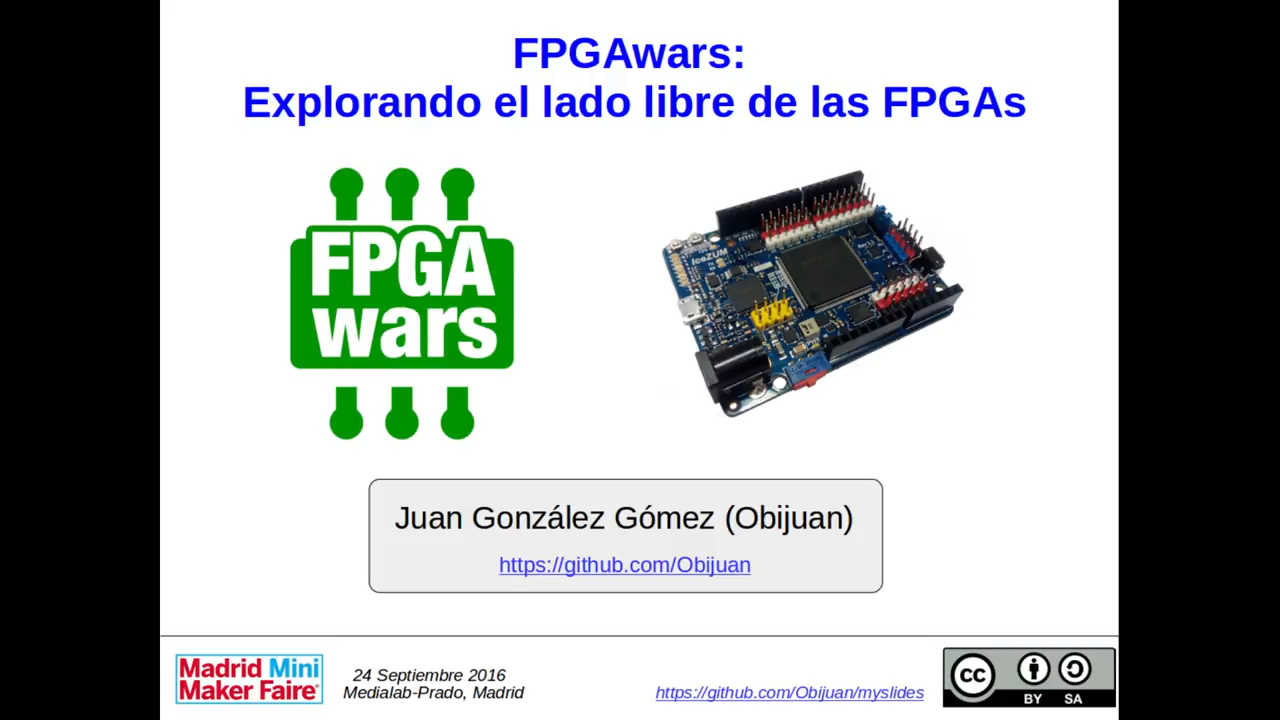 FPGAwars:
Explorando el lado libre de las FPGAs
FPGA
wars
IceZUM
Juan González Gómez (Obijuan)
https://github.com/Obijuan
Madrid Mini
Maker Faire®
24 Septiembre 2016
Medialab-Prado, Madrid
https://github.com/Obijuan/myslides
cc
BY SA